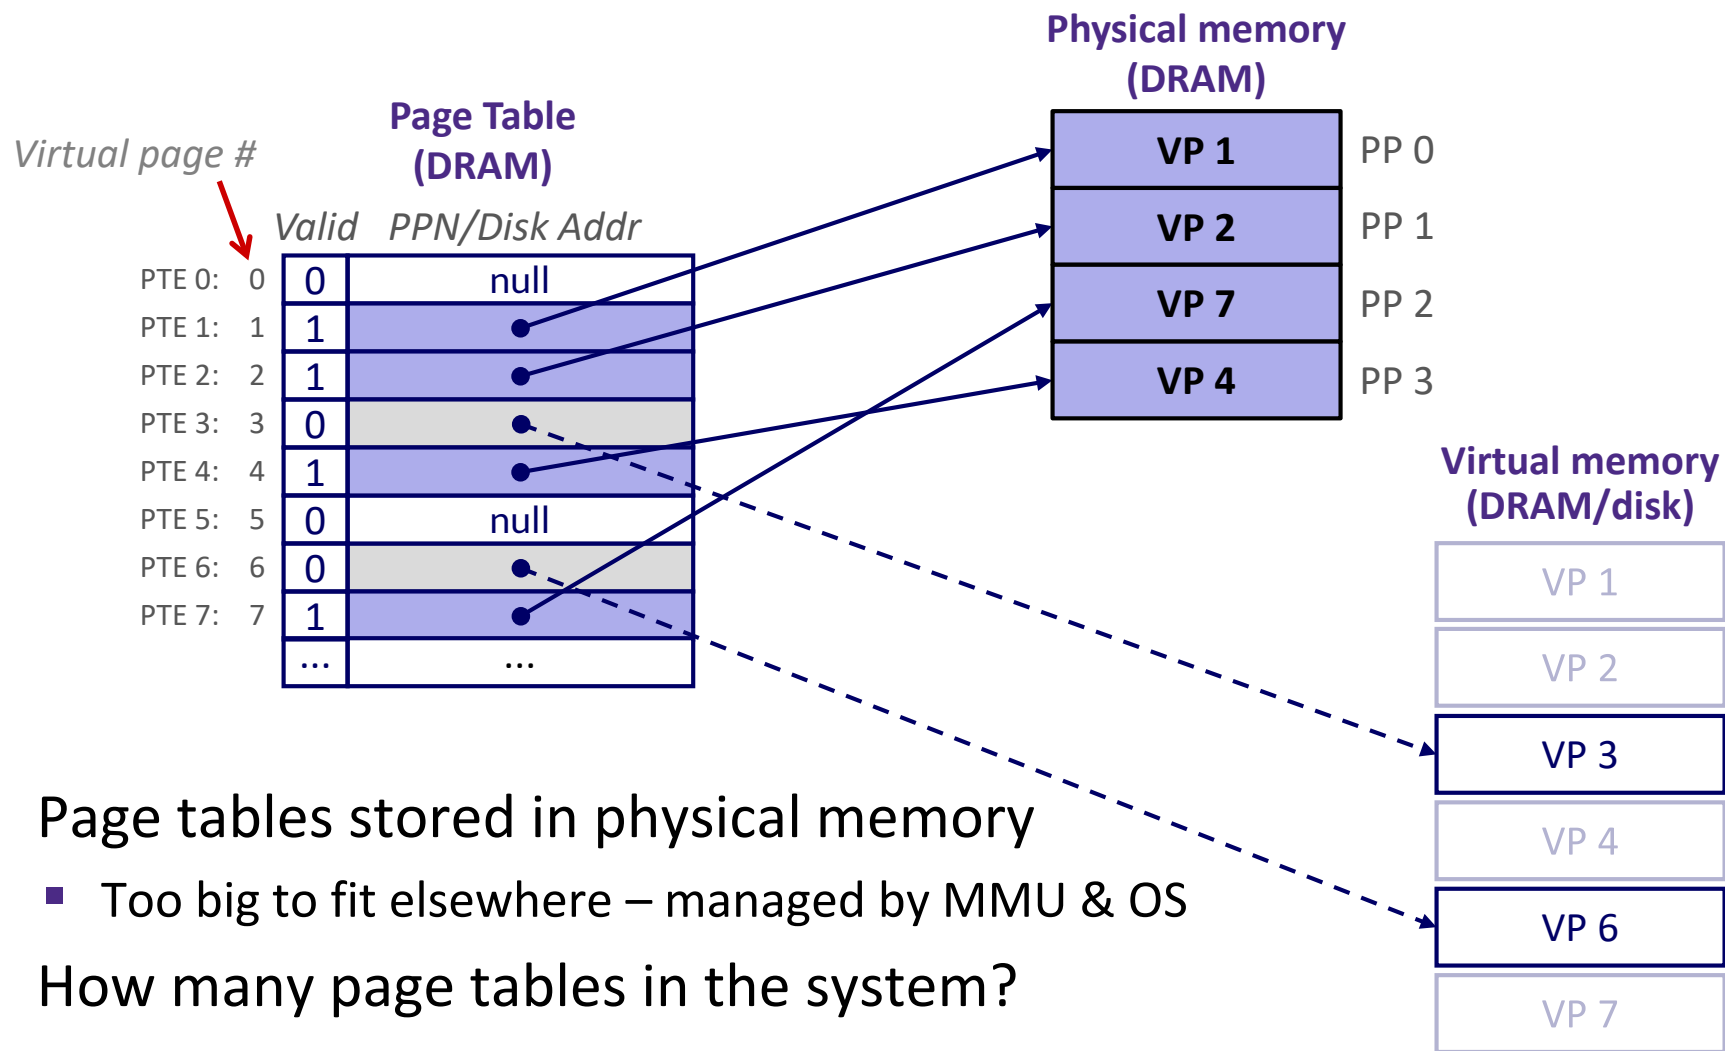 Physical memory
(DRAM)
Page Table
(DRAM)
Virtual page #
Valid PPN/Disk Addr
PTE 0: 0 0 null
PTE 1: 1 1
PTE 2: 2 1
PTE 3: 3 0
PTE 4: 4 1
PTE 5: 5 0 null
PTE 6: 6 0
PTE 7: 7 1
... ...
VP 1 PP 0
VP 2 PP 1
VP 7 PP 2
VP 4 PP 3
Virtual memory
(DRAM/disk)
VP 1
VP 2
VP 3
VP 4
VP 6
VP 7
Page tables stored in physical memory
▪ Too big to fit elsewhere – managed by MMU & OS
How many page tables in the system?